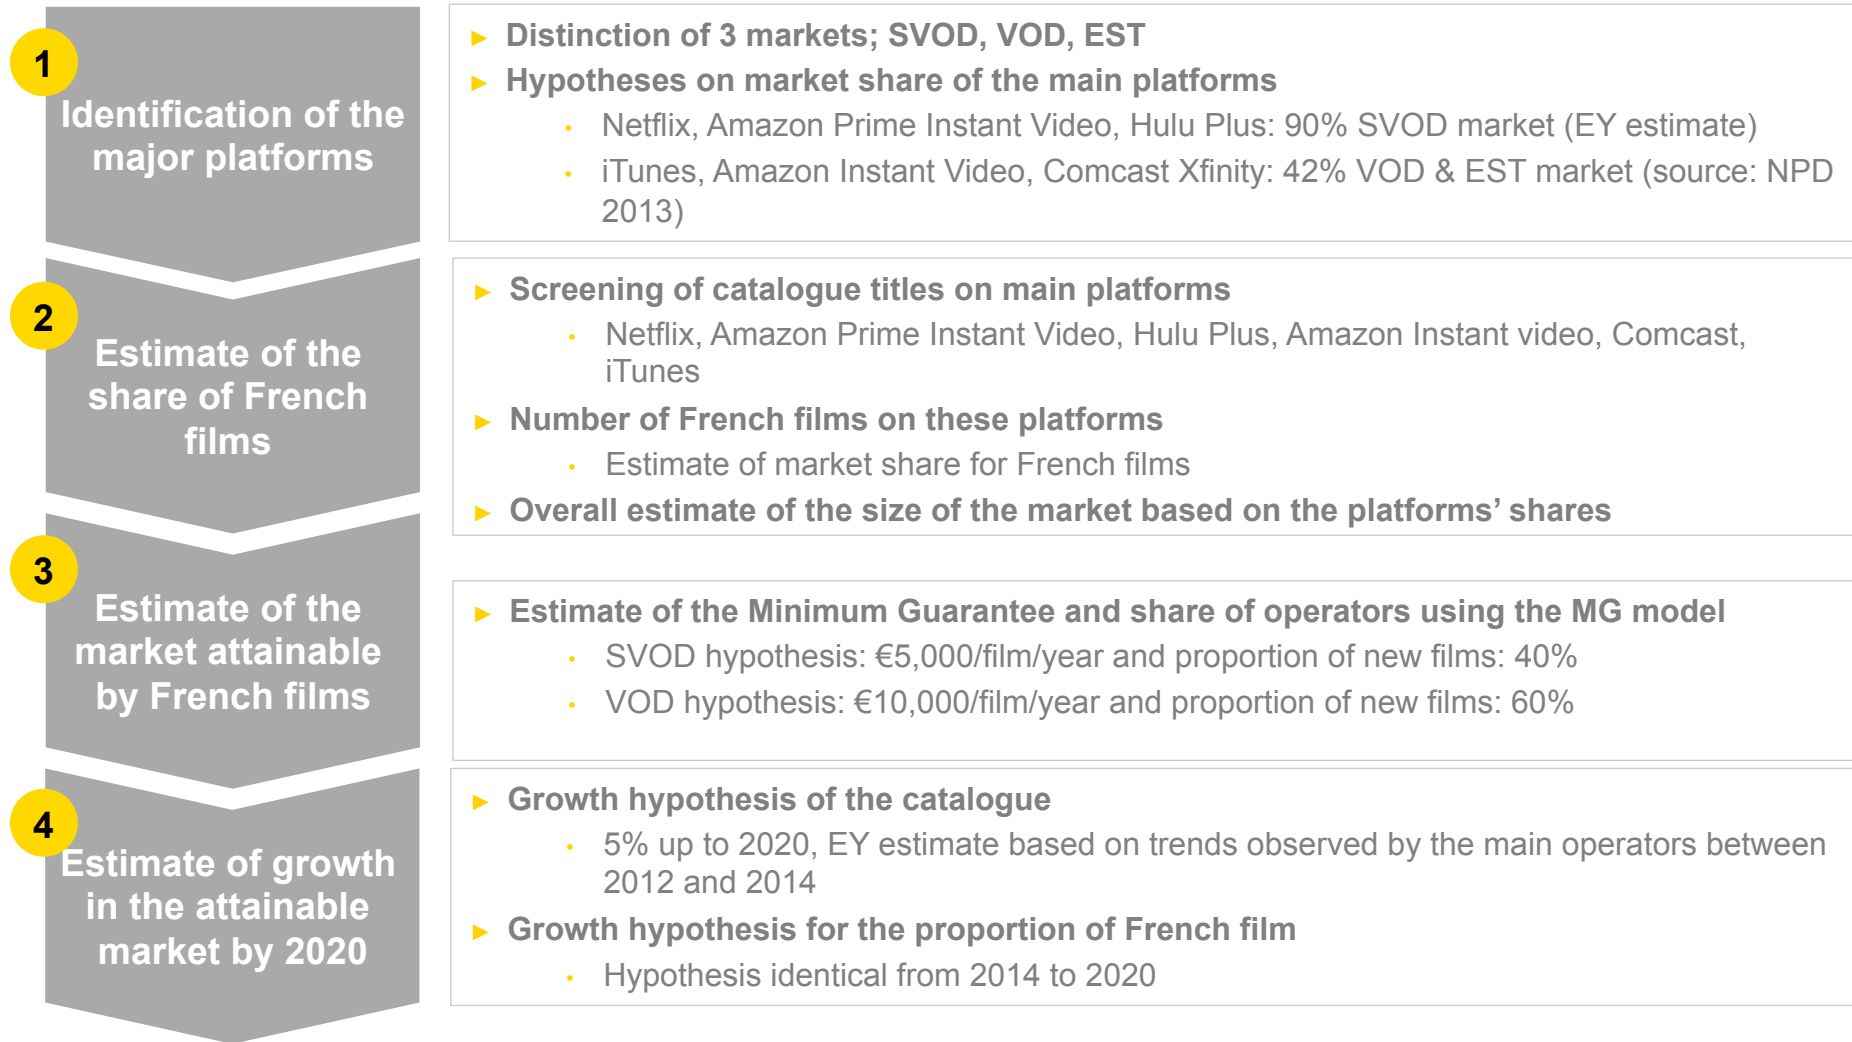 1
Identification of the
major platforms
► Distinction of 3 markets; SVOD, VOD, EST
► Hypotheses on market share of the main platforms
• Netflix, Amazon Prime Instant Video, Hulu Plus: 90% SVOD market (EY estimate)
• iTunes, Amazon Instant Video, Comcast Xfinity: 42% VOD & EST market (source: NPD
2013)
2
Estimate of the
share of French
films
► Screening of catalogue titles on main platforms
• Netflix, Amazon Prime Instant Video, Hulu Plus, Amazon Instant video, Comcast,
iTunes
► Number of French films on these platforms
• Estimate of market share for French films
► Overall estimate of the size of the market based on the platforms’ shares
3
Estimate of the
market attainable
by French films
► Estimate of the Minimum Guarantee and share of operators using the MG model
• SVOD hypothesis: €5,000/film/year and proportion of new films: 40%
• VOD hypothesis: €10,000/film/year and proportion of new films: 60%
4
Estimate of growth
in the attainable
market by 2020
► Growth hypothesis of the catalogue
• 5% up to 2020, EY estimate based on trends observed by the main operators between
2012 and 2014
► Growth hypothesis for the proportion of French film
• Hypothesis identical from 2014 to 2020